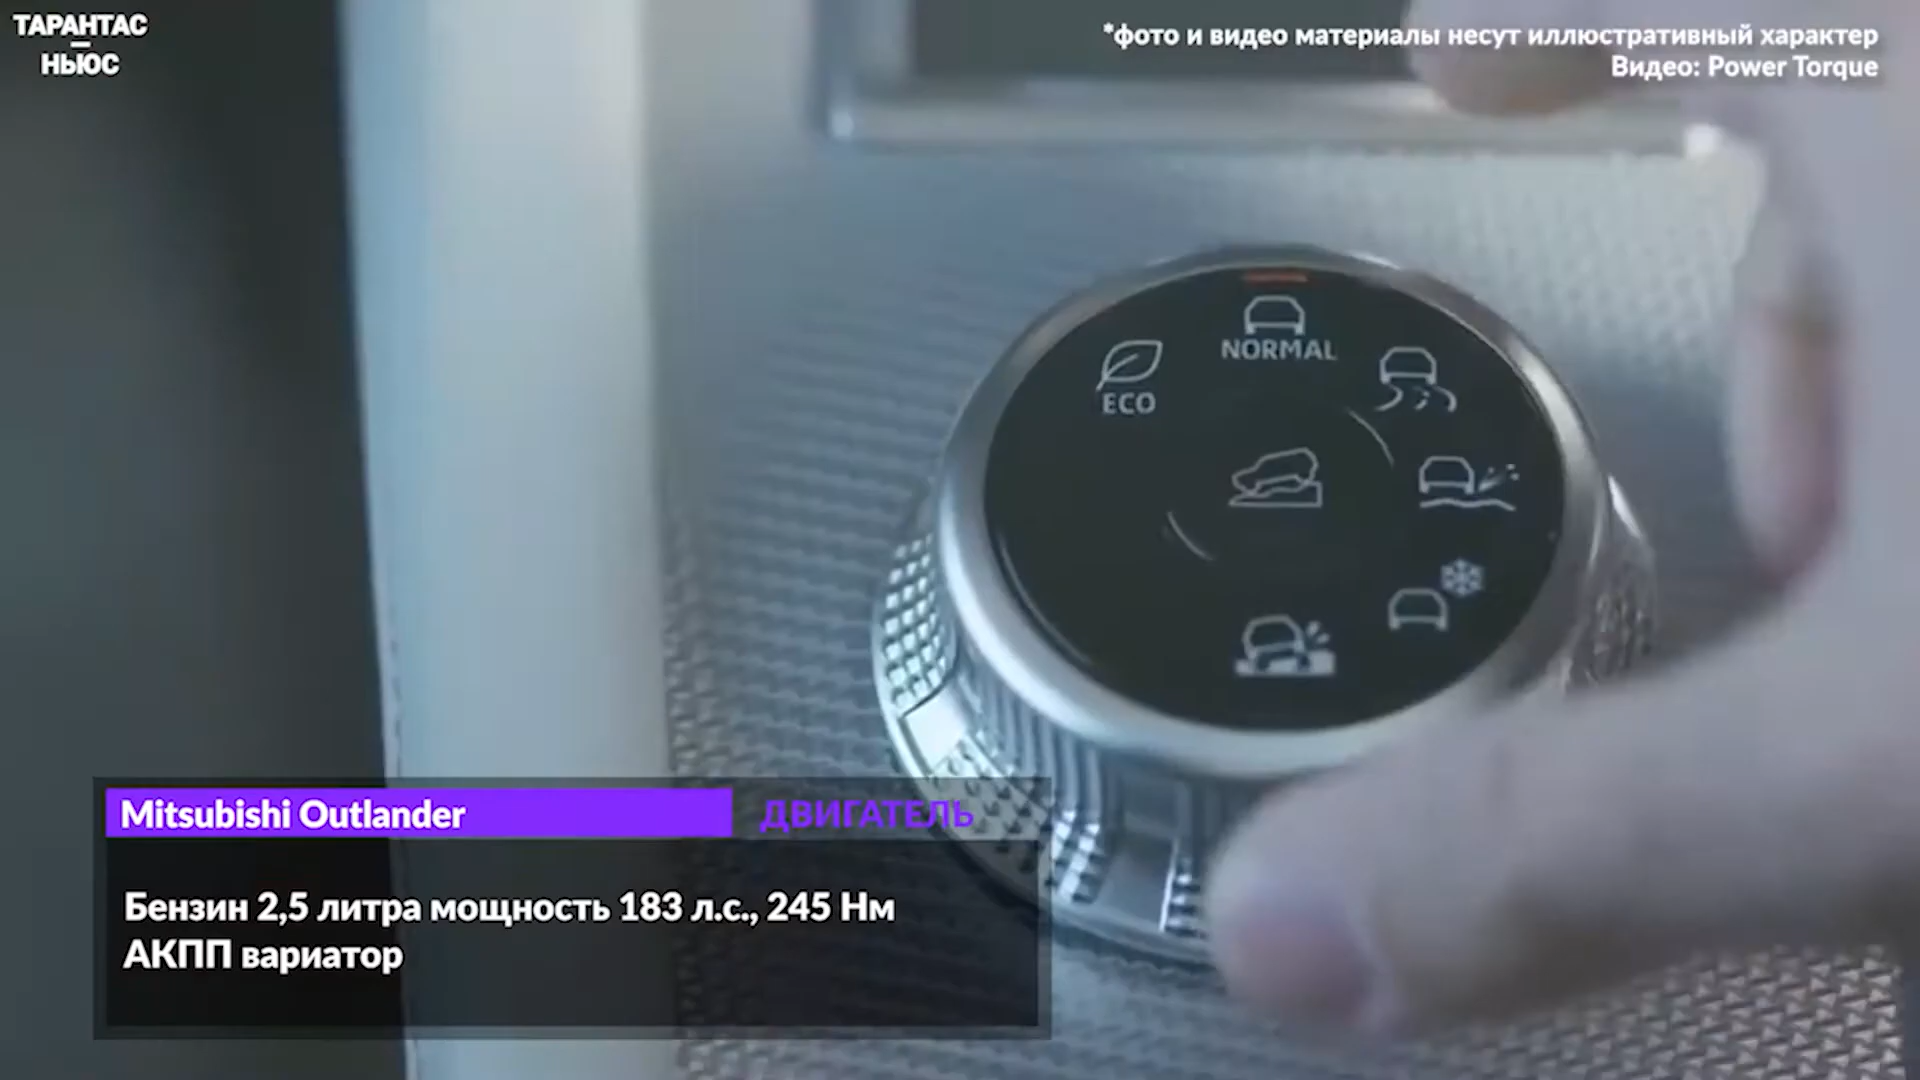 ТАРАНТАС
НЬЮС
*фото и видео материалы несут иллюстративный характер
Видео: Power Torque
NORMAL
ECO
Mitsubishi Outlander
ДВИГАТЕЛЬ
Бензин 2,5 литра мощность 183 л.с., 245 Нм
АКПП вариатор